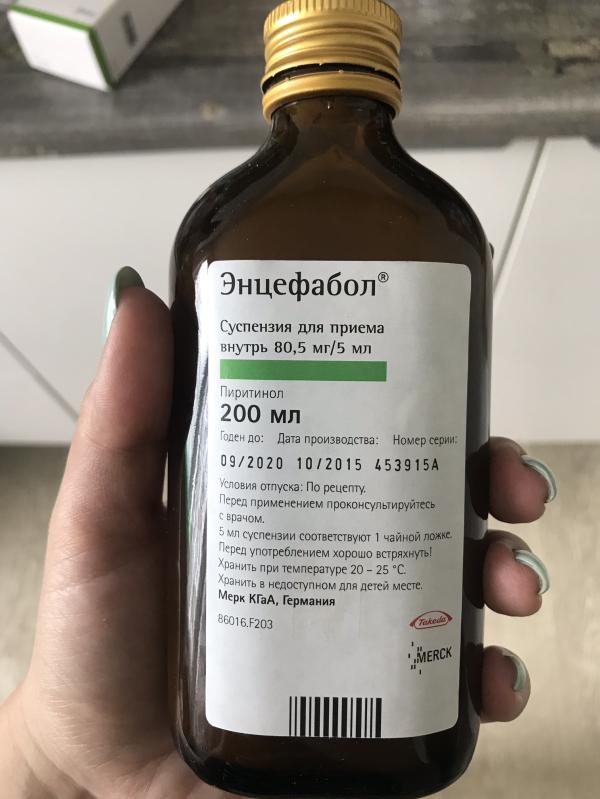 Энцефабол®
Суспензия для приема
внутрь 80,5 мг/5 мл
Пиритинол
200 мл
Годен до: Дата производства: Номер серии:
09/2020 10/2015 453915A
Условия отпуска: По рецепту.
Перед применением проконсультируйтесь
с врачом.
5 мл суспензии соответствуют 1 чайной ложке.
Перед употреблением хорошо встряхнуть!
Хранить при температуре 20 – 25 °C.
Хранить в недоступном для детей месте.
Мерк КГаА, Германия
86016.F203
Takeda
MERCK